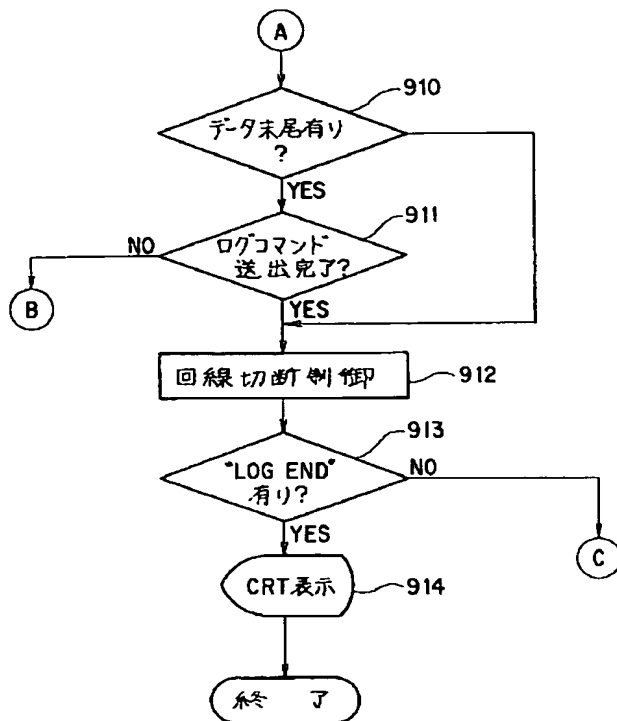 A
910
データ末尾有り
?
YES
911
NO
ログコマンド
送出完了?
B
YES
回線切断制御
912
913
"LOG END"
有り?
NO
YES
C
CRT表示
914
終 了